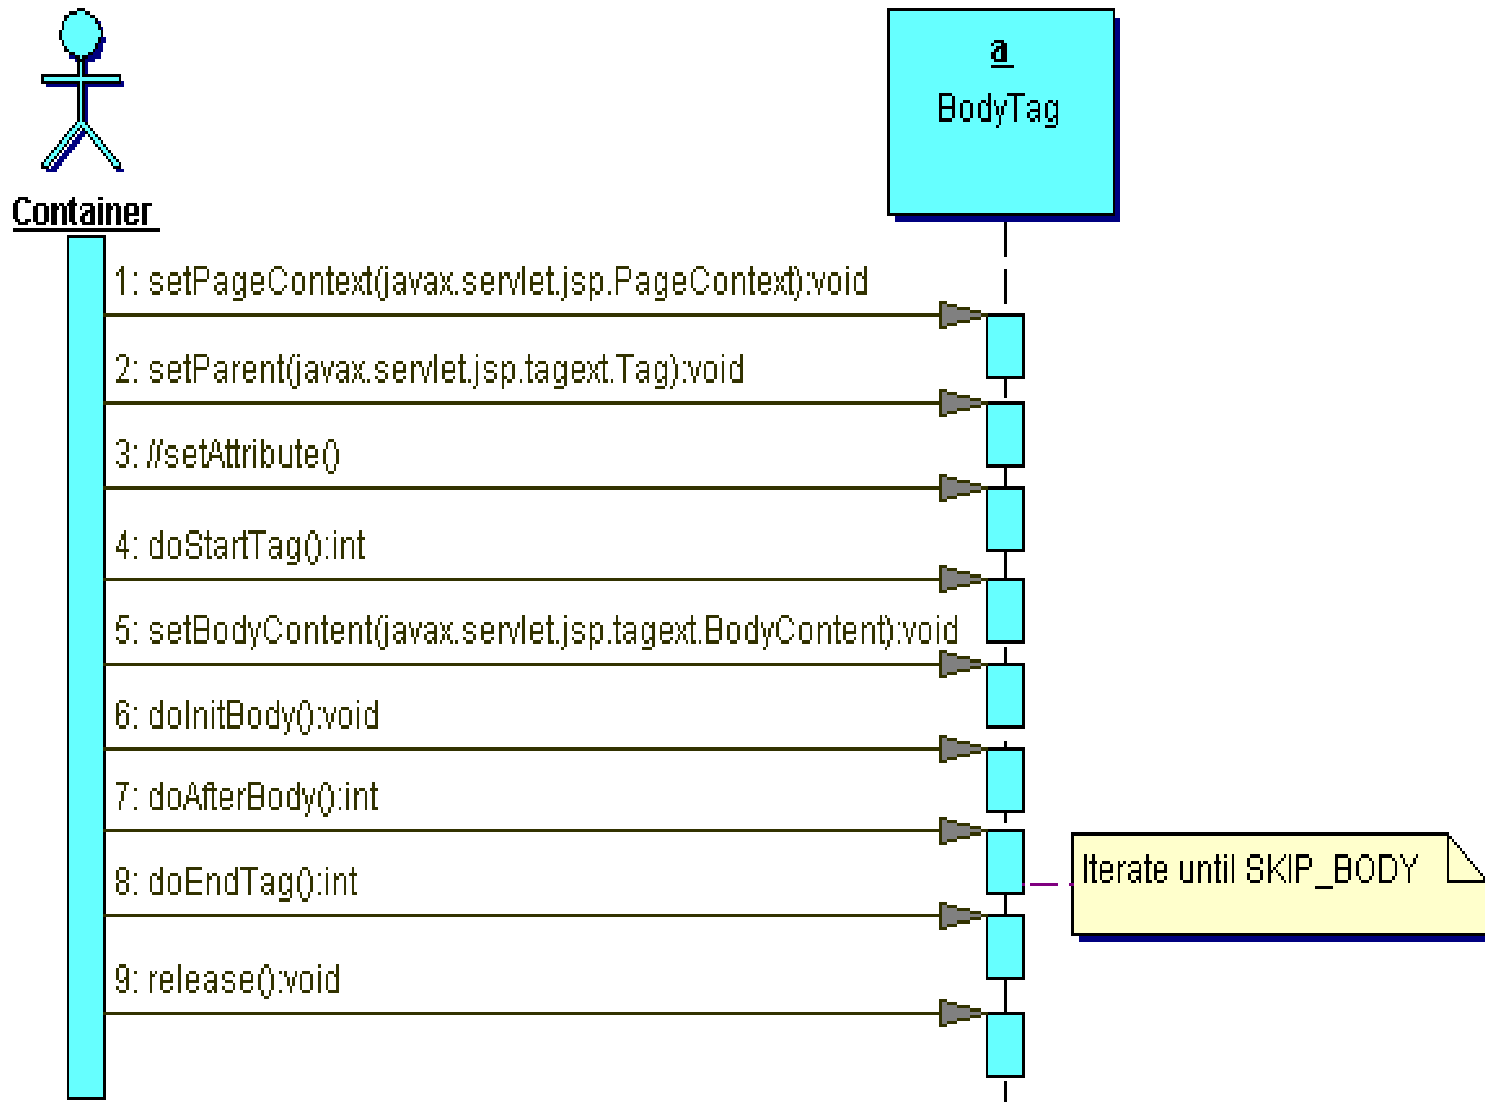 a
BodyTag
Container
1: setPageContext(javax.servlet.jsp.PageContext):void
2: setParent(javax.servlet.jsp.tagext.Tag):void
3: //setAttribute()
4: doStartTag():int
5: setBodyContent(javax.servlet.jsp.tagext.BodyContent):void
6: doInitBody():void
7: doAfterBody():int
Iterate until SKIP_BODY
8: doEndTag():int
9: release():void